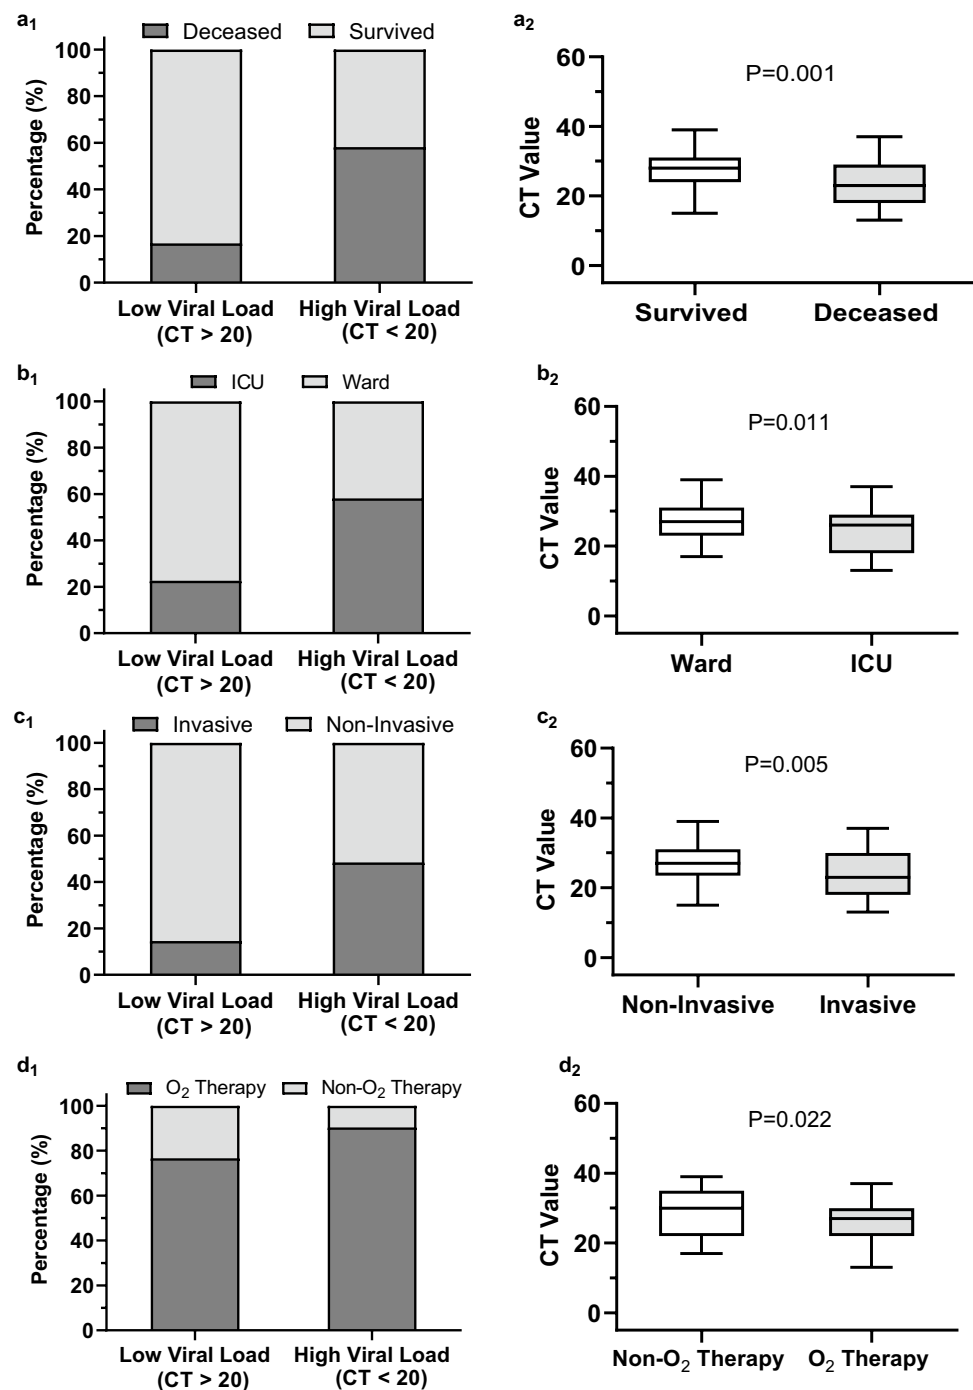 a1
Deceased Survived
Percentage (%)
100
80
60
40
20
0
Low Viral Load High Viral Load
(CT > 20) (CT < 20)
a2
P=0.001
CT Value
60
40
20
0
Survived Deceased
b1
ICU Ward
Percentage (%)
100
80
60
40
20
0
Low Viral Load High Viral Load
(CT > 20) (CT < 20)
b2
P=0.011
CT Value
60
40
20
0
Ward ICU
c1
Invasive Non-Invasive
Percentage (%)
100
80
60
40
20
0
Low Viral Load High Viral Load
(CT > 20) (CT < 20)
c2
P=0.005
CT Value
60
40
20
0
Non-Invasive Invasive
d1
O2 Therapy Non-O2 Therapy
Percentage (%)
100
80
60
40
20
0
Low Viral Load High Viral Load
(CT > 20) (CT < 20)
d2
P=0.022
CT Value
60
40
20
0
Non-O2 Therapy O2 Therapy